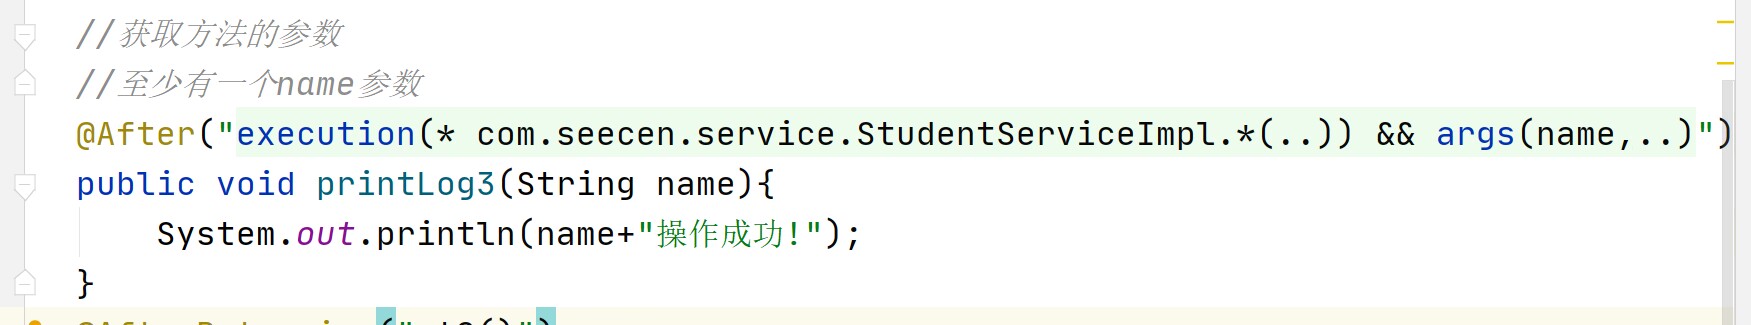 //获取方法的参数
//至少有一个name参数
@After("execution(* com.seecen.service.StudentServiceImpl.*(..)) && args(name,..)")
public void printLog3(String name){
System.out.println(name+"操作成功!");
}